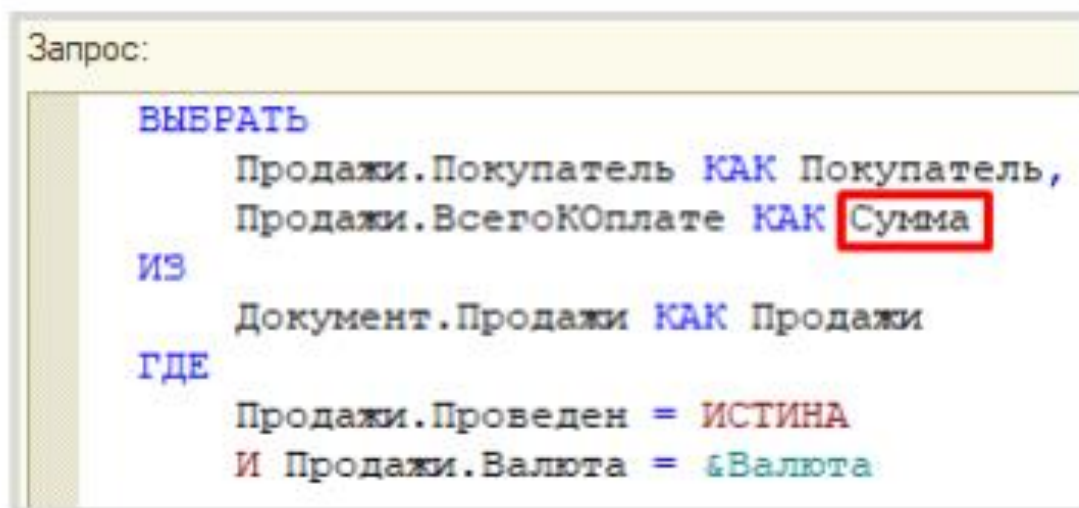 Запрос:
ВЫБРАТЬ
Продажи.Покупатель КАК Покупатель,
Продажи.ВсегоКОплате КАК Сумма
ИЗ
Документ.Продажи КАК Продажи
ГДЕ
Продажи.Проведен = ИСТИНА
И Продажи.Валюта = &Валюта